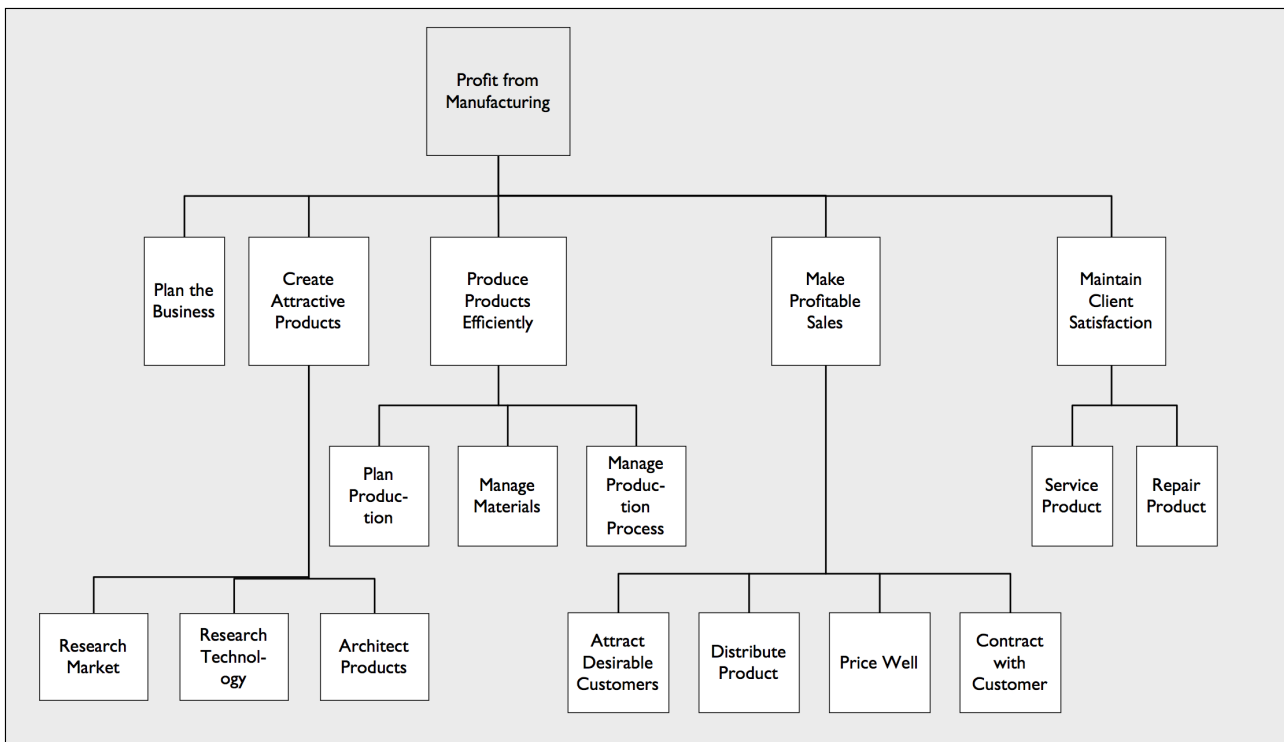 Profit from
Manufacturing
Plan the
Business
Create
Attractive
Products
Produce
Products
Efficiently
Make
Profitable
Sales
Maintain
Client
Satisfaction
Plan
Produc-
tion
Manage
Materials
Manage
Produc-
tion
Process
Service
Product
Repair
Product
Research
Market
Research
Technol-
ogy
Architect
Products
Attract
Desirable
Customers
Distribute
Product
Price Well
Contract
with
Customer